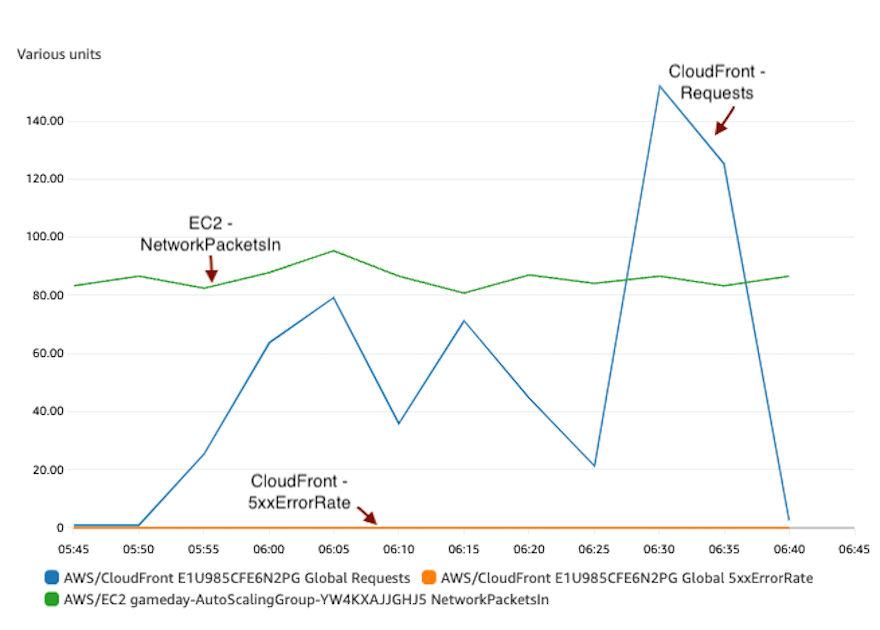 Various units
CloudFront -
Requests
140.00
120.00
EC2 -
NetworkPacketsIn
100.00
80.00
60.00
40.00
20.00
CloudFront -
5xxErrorRate
0
05:45 05:50 05:55 06:00 06:05 06:10 06:15 06:20 06:25 06:30 06:35 06:40 06:45
AWS/CloudFront E1U985CFE6N2PG Global Requests AWS/CloudFront E1U985CFE6N2PG Global 5xxErrorRate
AWS/EC2 gameday-AutoScalingGroup-YW4KXAJJGHJ5 NetworkPacketsIn